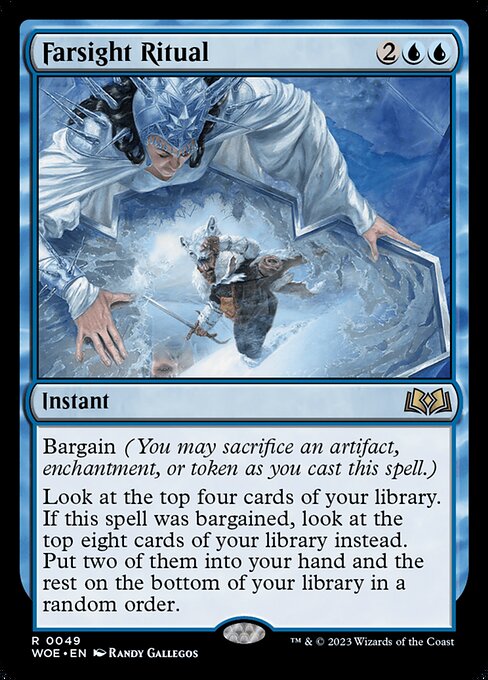 Farsight Ritual 2
Instant
Bargain (You may sacrifice an artifact,
enchantment, or token as you cast this spell.)
Look at the top four cards of your library.
If this spell was bargained, look at the
top eight cards of your library instead.
Put two of them into your hand and the
rest on the bottom of your library in a
random order.
R 0049
WOE • EN RANDY GALLEGOS
™ & © 2023 Wizards of the Coast